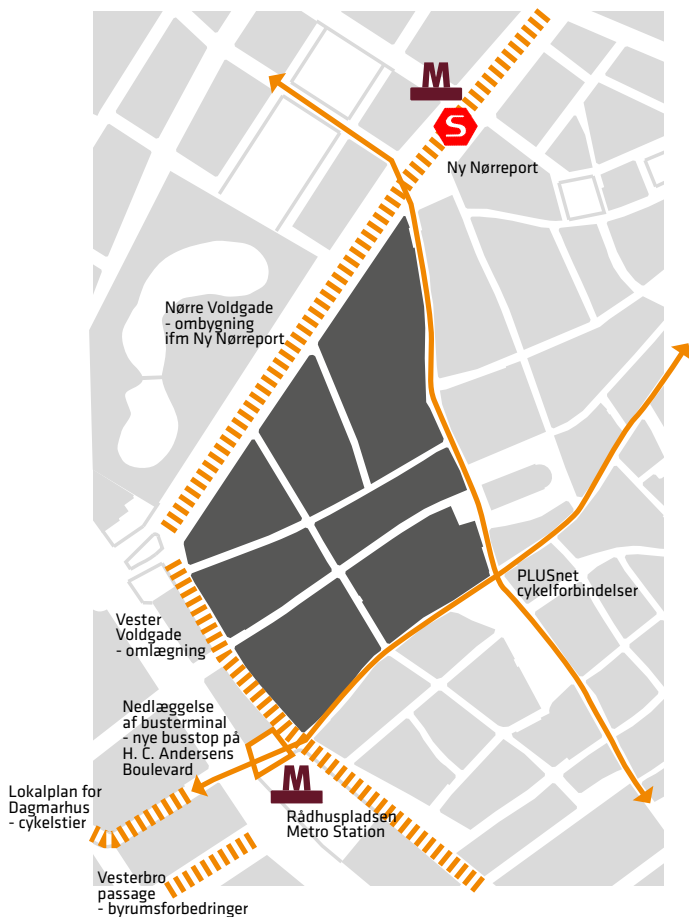 M
S
Ny Nørreport
Nørre Voldgade
- ombygning
ifm Ny Nørreport
PLUSnet
cykelforbindelser
Vester
Voldgade
- omlægning
Nedlæggelse
af busterminal
- nye busstop på
H. C. Andersens
Boulevard
M
Rådhuspladsen
Metro Station
Lokalplan for
Dagmarhus
- cykelstier
Vesterbro
passage
- byrumsforbedringer